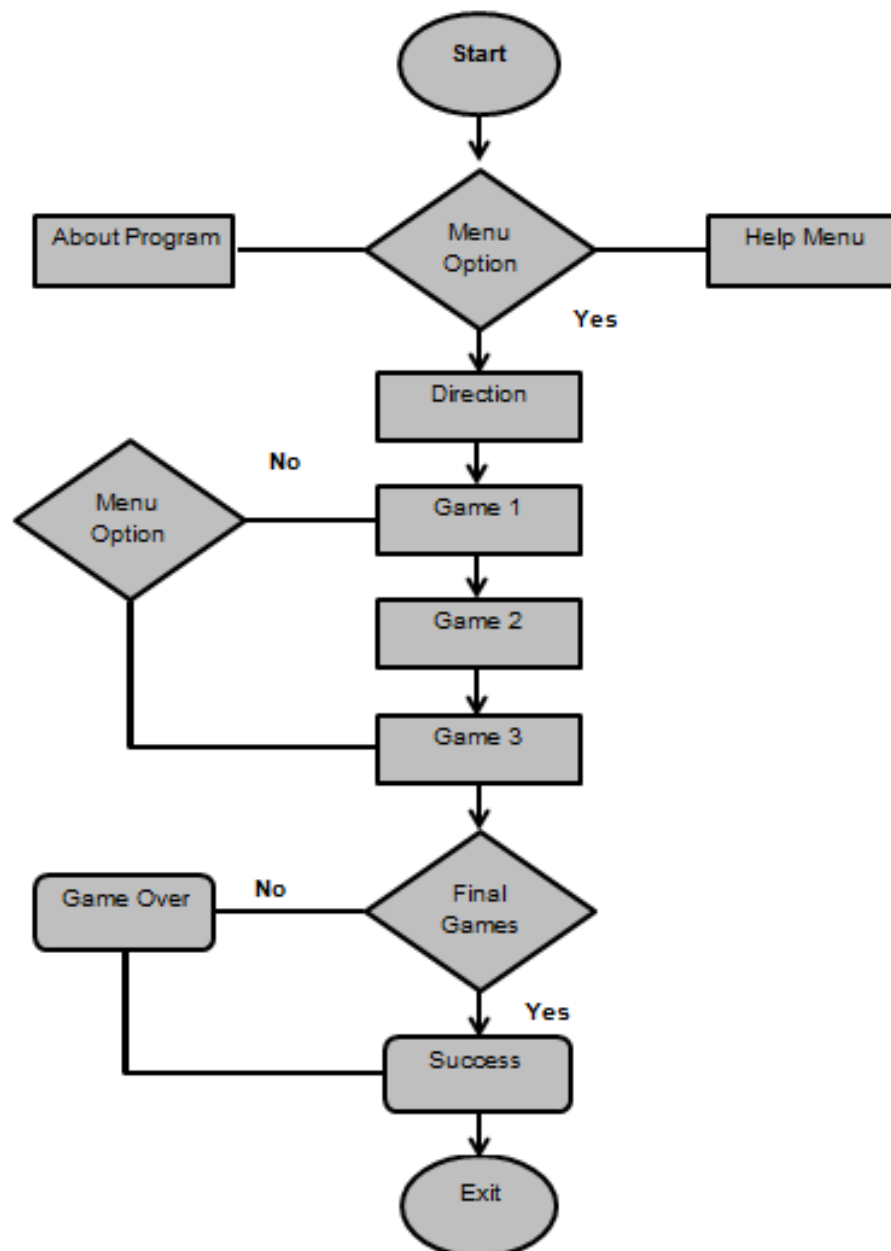 Start
About Program
Menu
Option
Help Menu
Yes
Direction
No
Menu
Option
Game 1
Game 2
Game 3
Game Over
No
Final
Games
Yes
Success
Exit